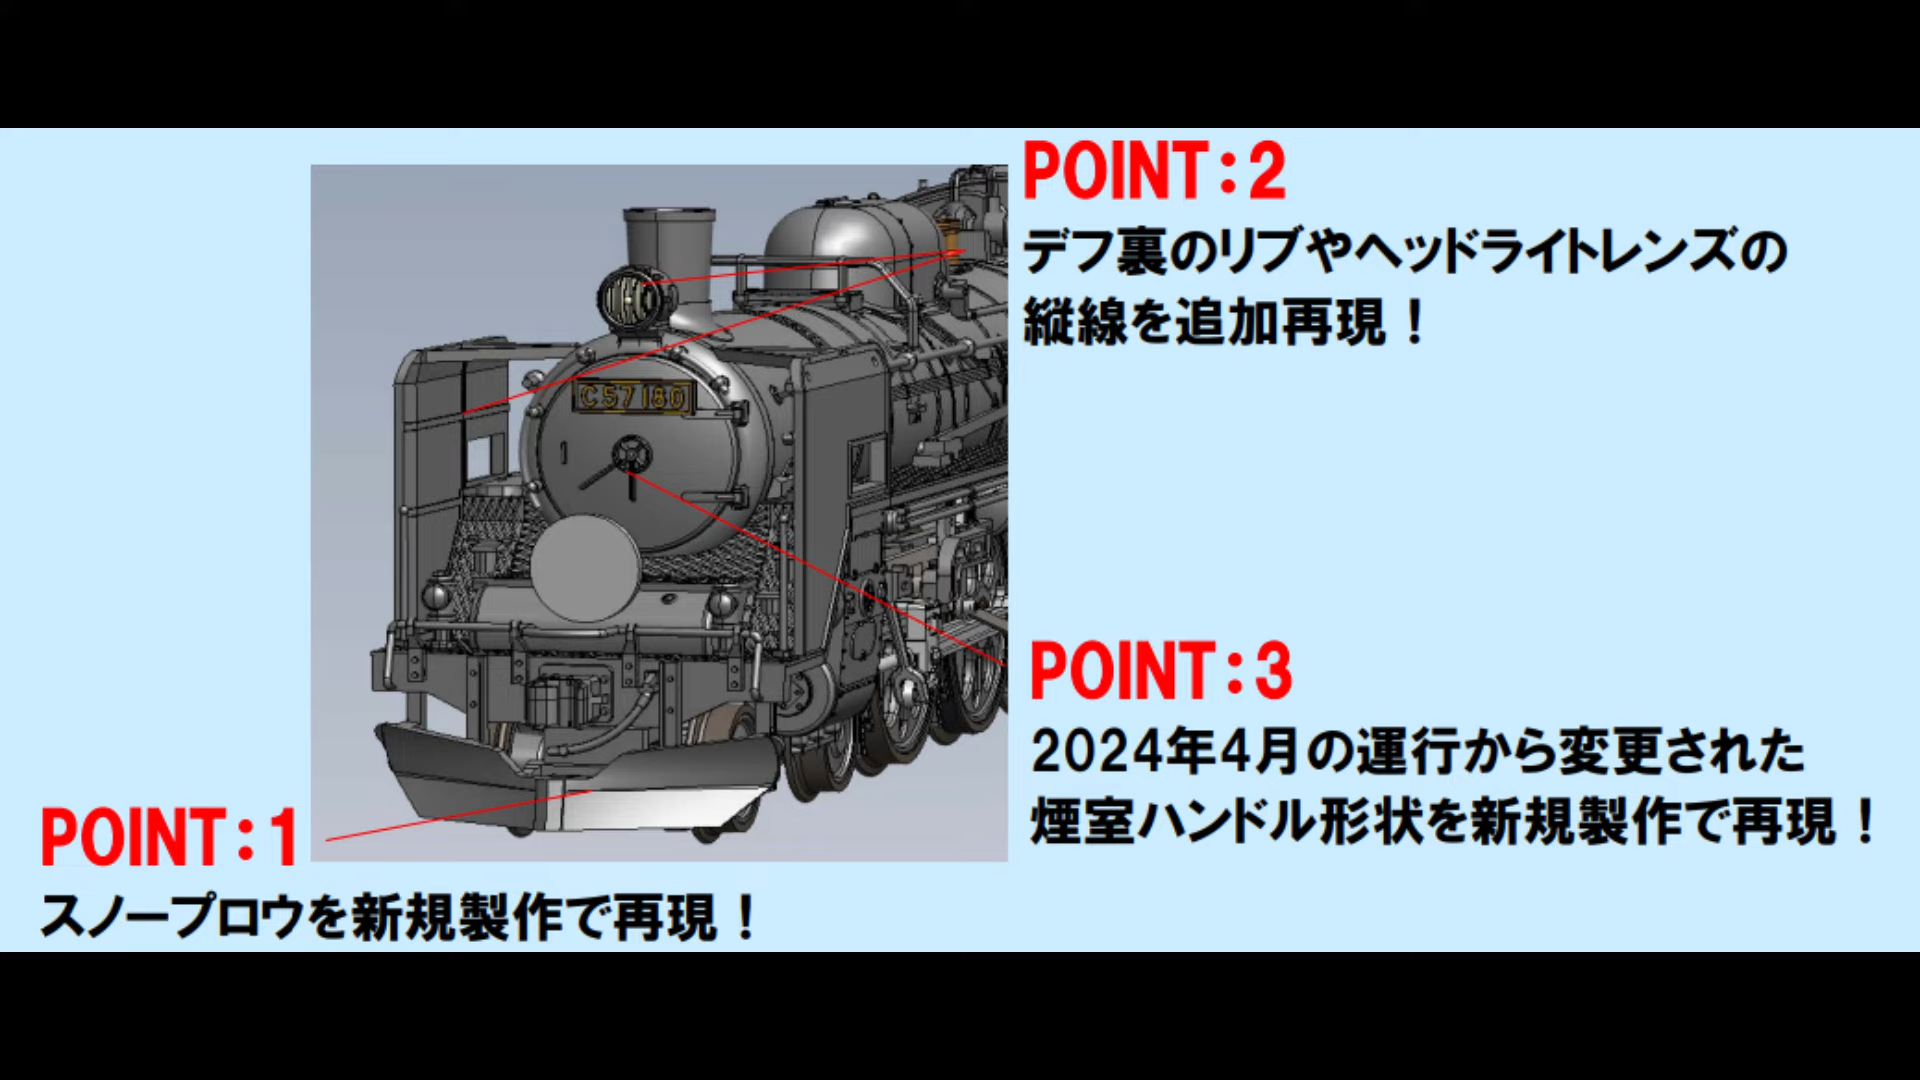 POINT：2
デフ裏のリブやヘッドライトレンズの
縦線を追加再現！
C57180
POINT：3
2024年4月の運行から変更された
煙室ハンドル形状を新規製作で再現！
POINT：1
スノープロウを新規製作で再現！